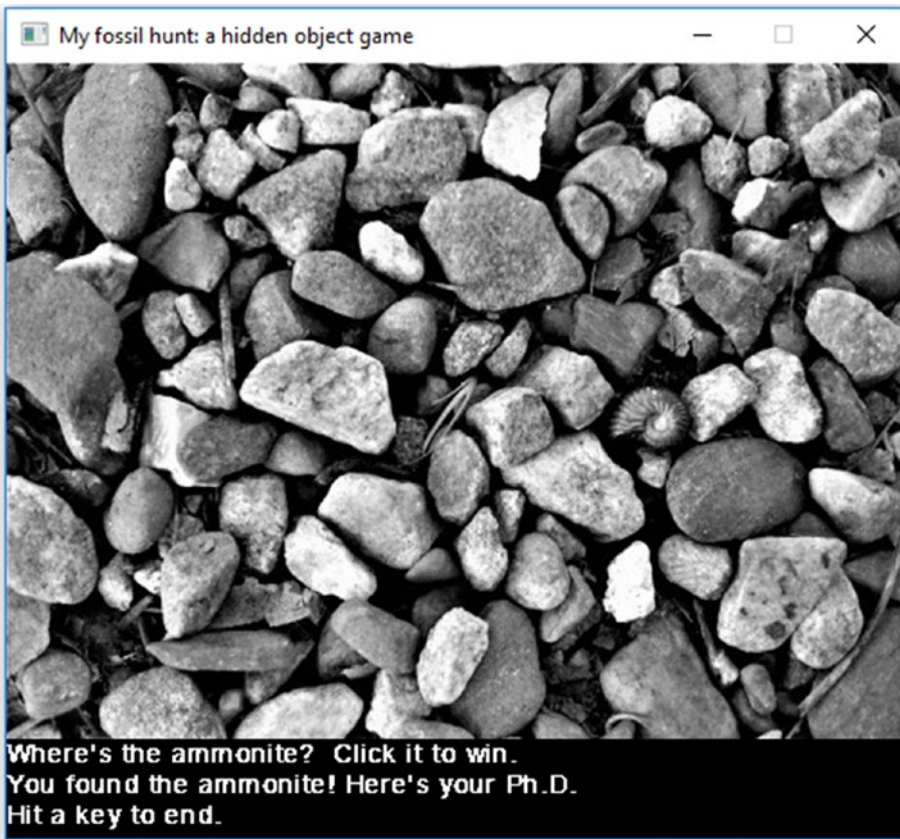 My fossil hunt: a hidden object game
Where's the ammonite?  Click it to win.
You found the ammonite! Here's your Ph.D.
Hit a key to end.